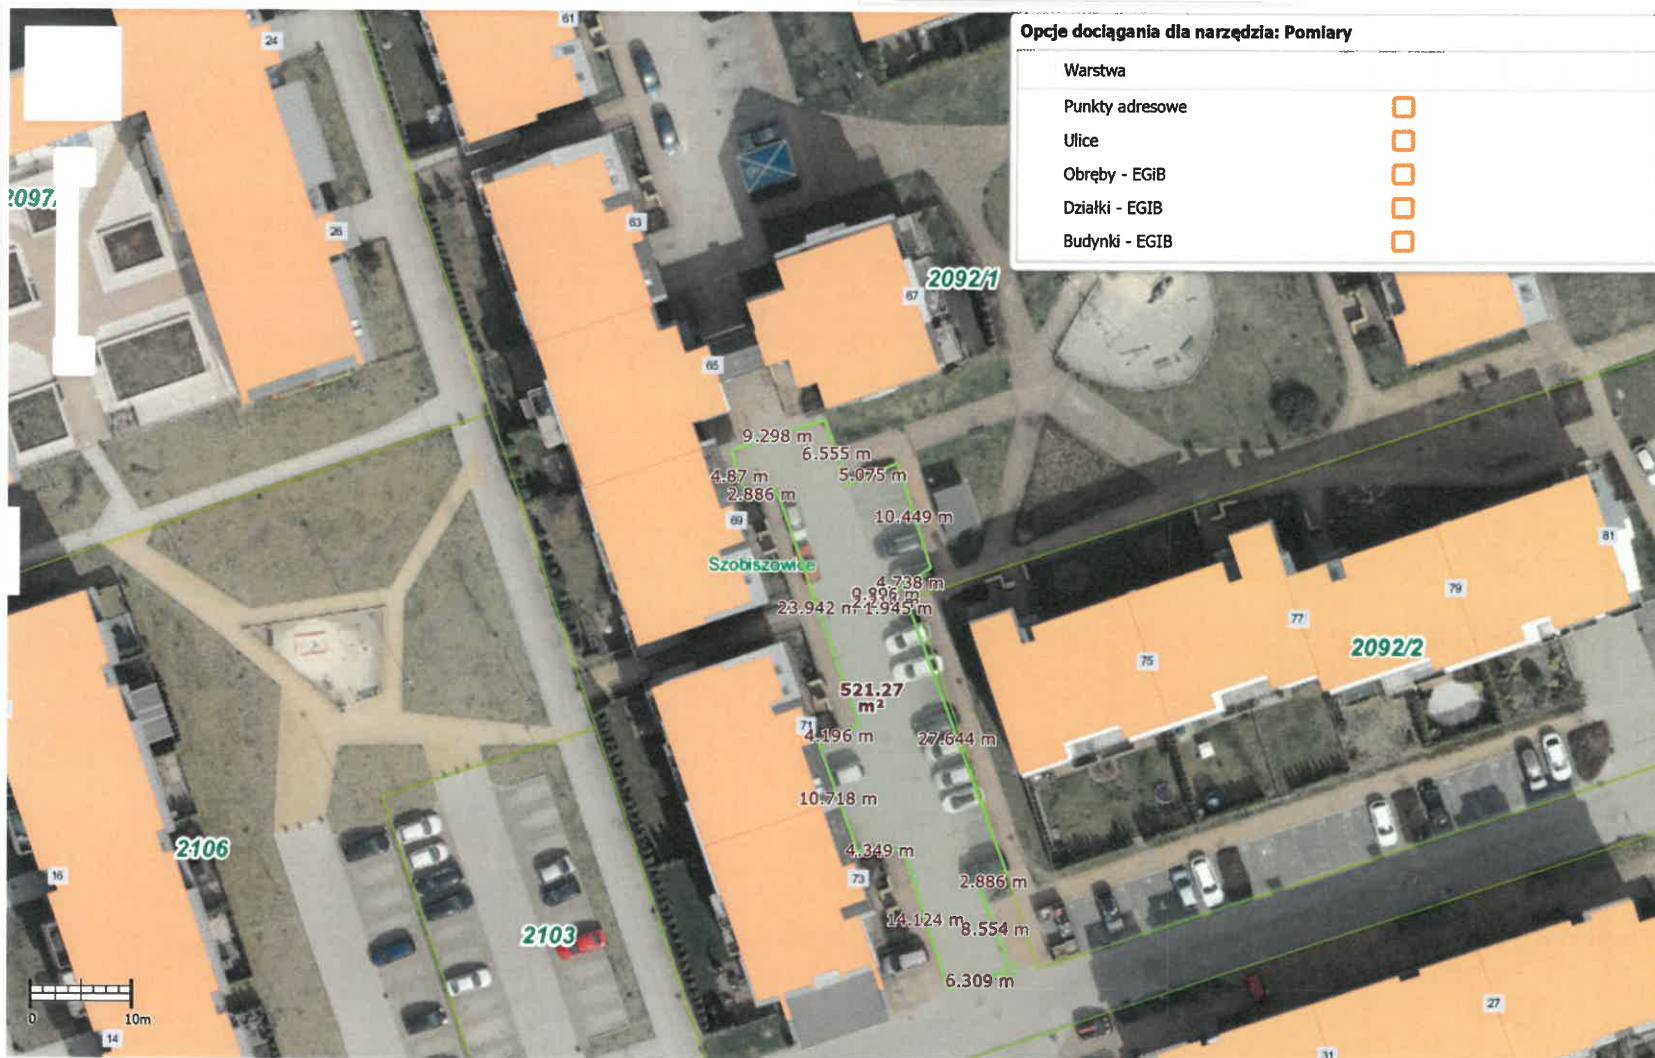 Opcje dociągania dla narzędzia: Pomiary
Warstwa
Punkty adresowe
Ulice
Obręby - EGiB
Działki - EGIB
Budynki - EGIB
61
24
2097/
26
63
2092/1
67
65
9.298 m
6.555 m
4.87 m
5.075 m
2.886 m
10.449 m
69
81
Szobiszowice
4.738 m
0.896 m
79
23.942 m
1.945 m
77
2092/2
75
521.27
m²
71
4.196 m
27.644 m
10.718 m
2106
4.349 m
16
73
2.886 m
14.124 m
8.554 m
2103
6.309 m
27
0
10m
14
31